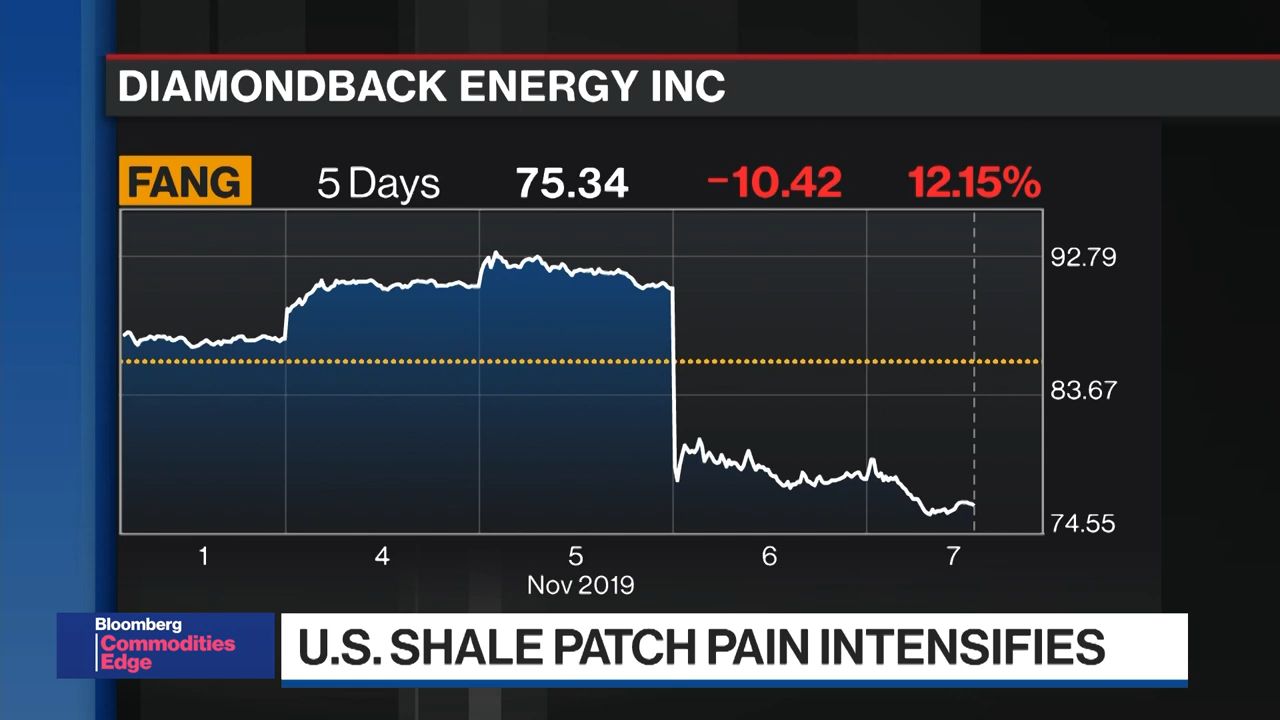 DIAMONDBACK ENERGY INC
FANG 5 Days 75.34 −10.42 12.15%
92.79
83.67
74.55
1 4 5 6 7
Nov 2019
Bloomberg
Commodities
Edge
U.S. SHALE PATCH PAIN INTENSIFIES